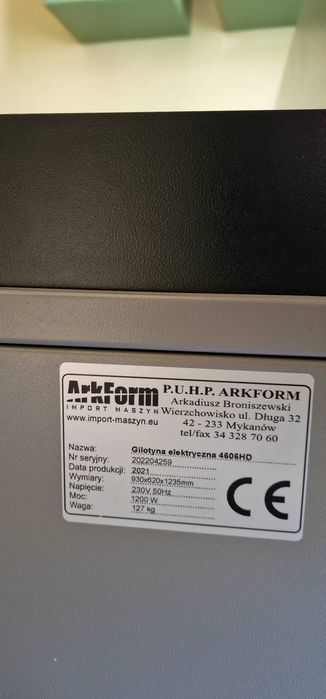 ArkForm
IMPORT MASZYN
www.import-maszyn.eu
P.U.H.P. ARKFORM
Arkadiusz Broniszewski
Wierzchowisko ul. Długa 32
42 - 233 Mykanów
tel/fax 34 328 70 60
Nazwa: Gilotyna elektryczna 4606HD
Nr seryjny: 202204259
Data produkcji: 2021
Wymiary: 930x620x1235mm
Napięcie: 230V 50Hz
Moc: 1200 W
Waga: 127 kg
CE